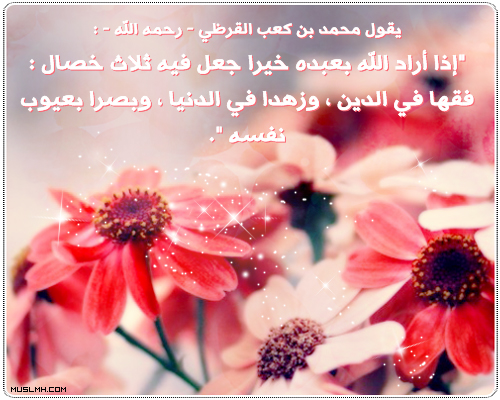 يقول محمد بن كعب القرظي - رحمه الله - :
"إذا أراد الله بعبده خيرا جعل فيه ثلاث خصال :
فقها في الدين ، وزهدا في الدنيا ، وبصرا بعيوب
نفسه ".
MUSLMH.COM